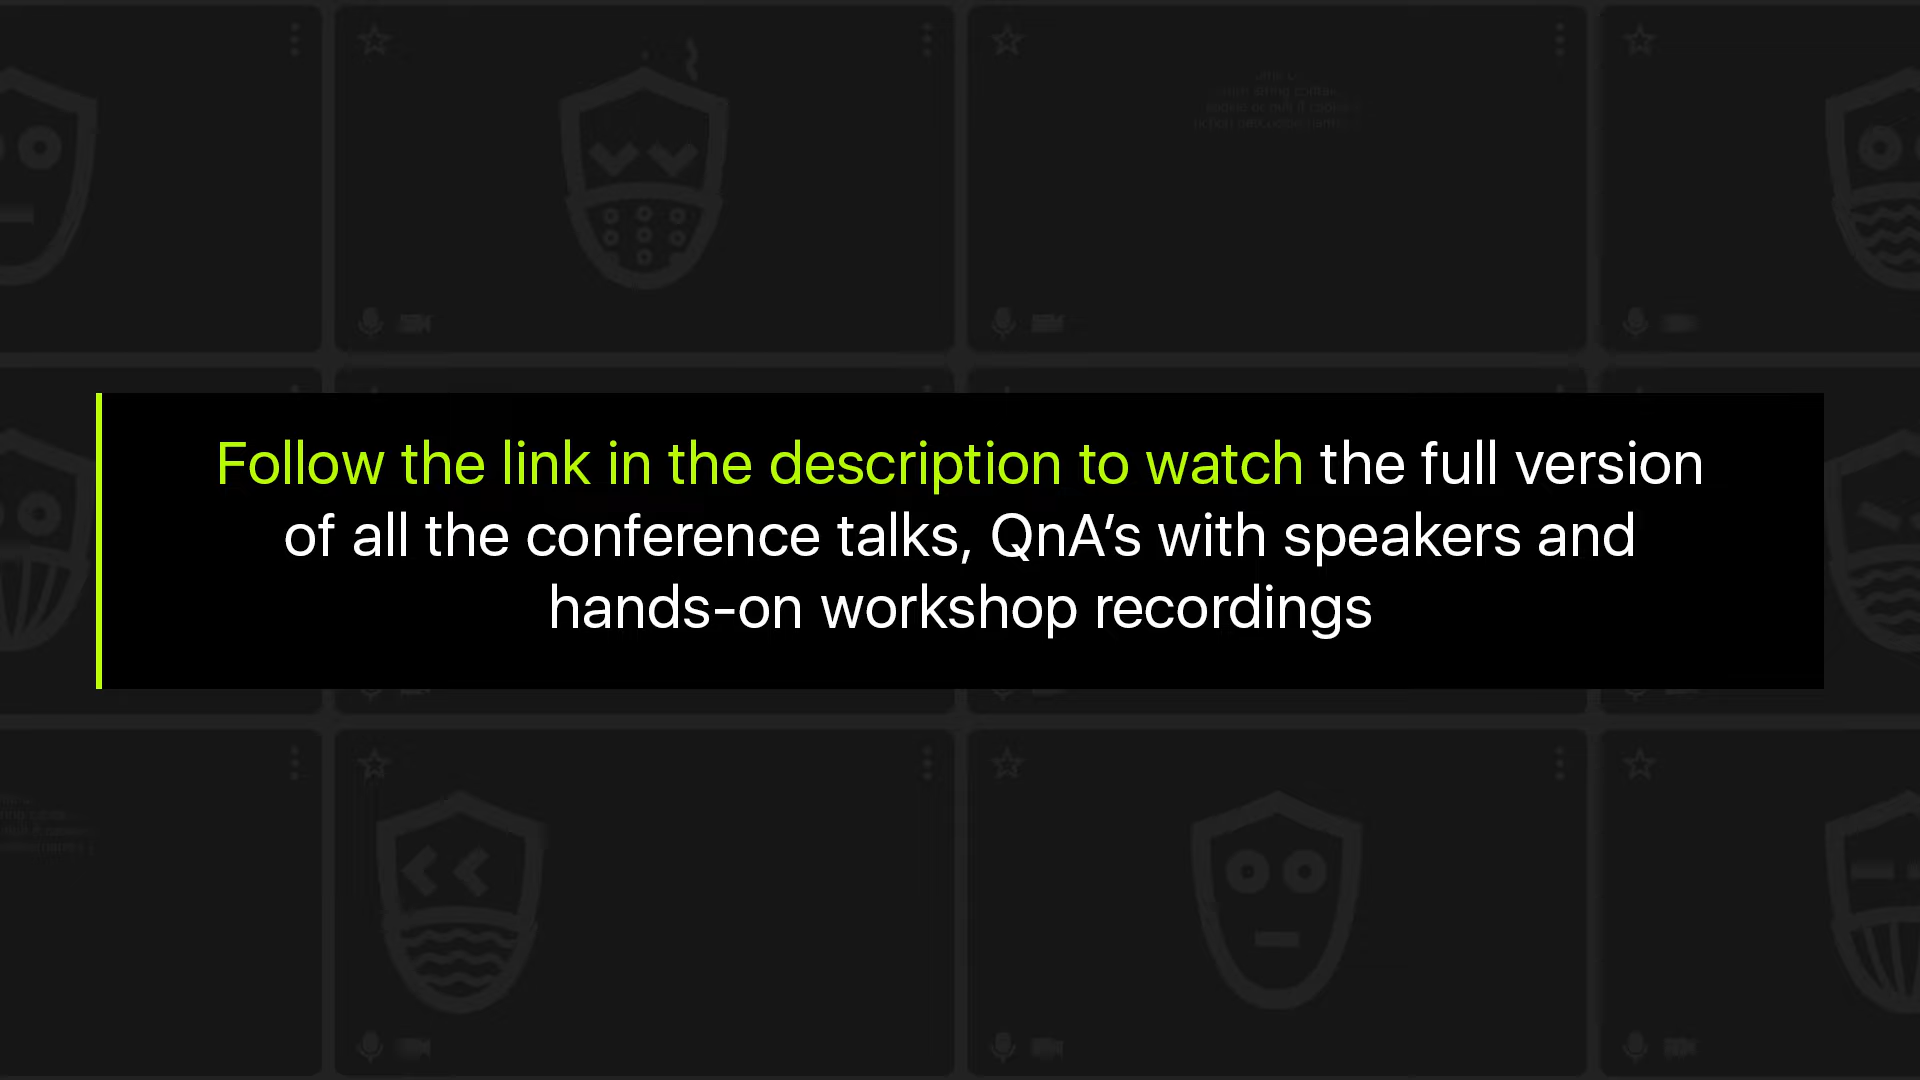 Follow the link in the description to watch the full version
of all the conference talks, QnA’s with speakers and
hands-on workshop recordings